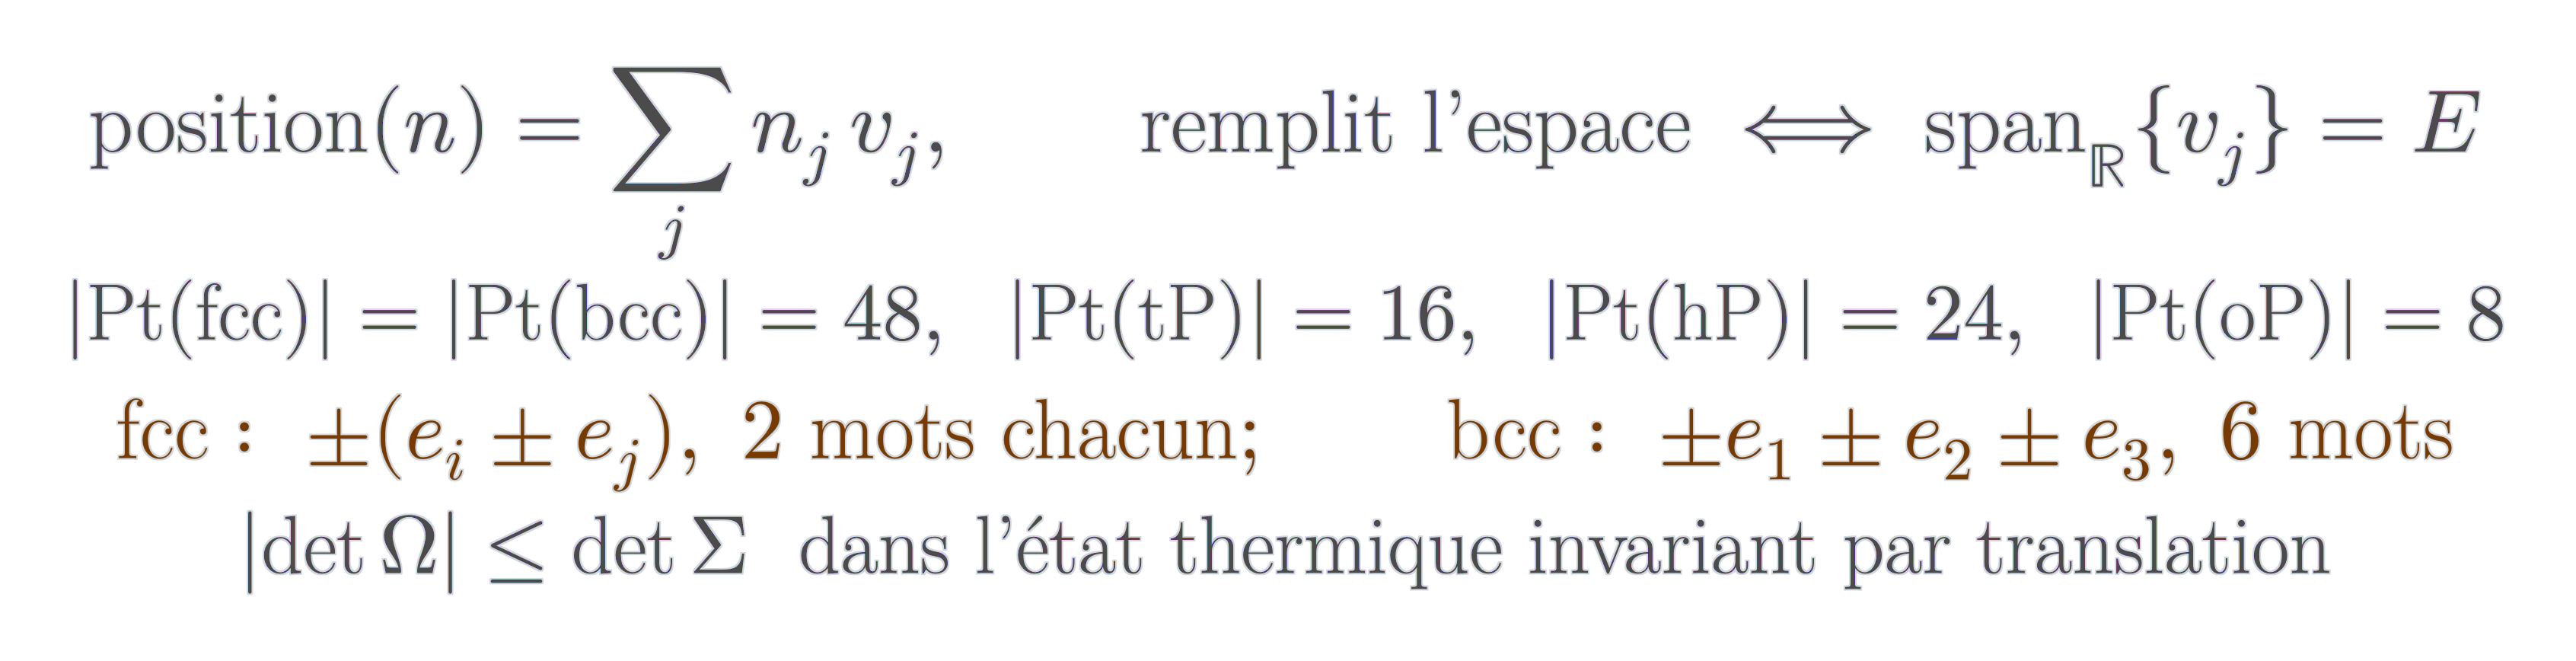 position(n) = ∑_j n_j v_j, remplit l’espace ⟺ span_ℝ{v_j} = E
|Pt(fcc)| = |Pt(bcc)| = 48, |Pt(tP)| = 16, |Pt(hP)| = 24, |Pt(oP)| = 8
fcc : ±(e_i ± e_j), 2 mots chacun; bcc : ±e_1 ± e_2 ± e_3, 6 mots
|det Ω| ≤ det Σ dans l’état thermique invariant par translation